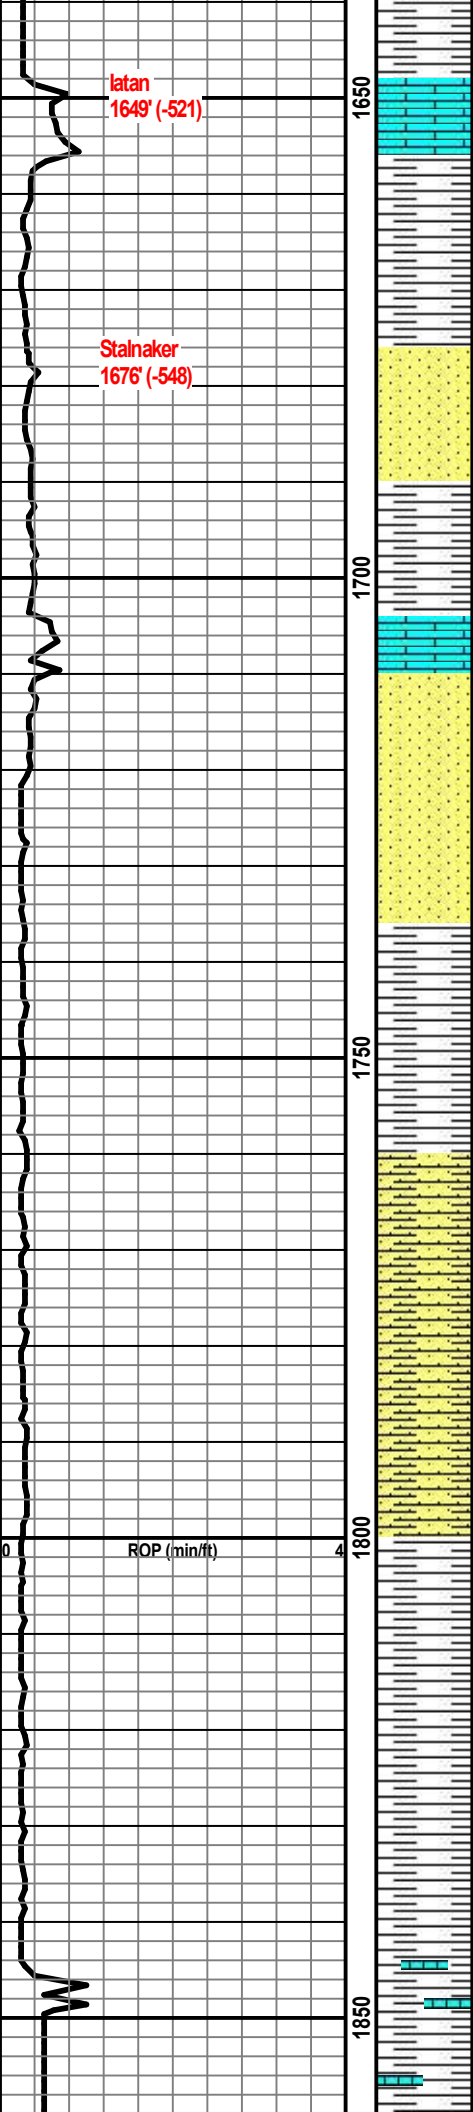 Iatan
1649' (-521)
1650
Stalnaker
1676' (-548)
1700
1750
1800
0 ROP (min/ft) 4
1850